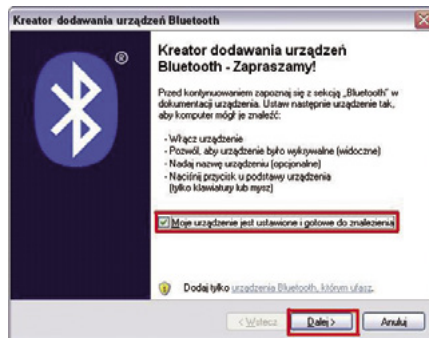 Kreator dodawania urządzeń Bluetooth
®
Kreator dodawania urządzeń
Bluetooth - Zapraszamy!
Przed kontynuowaniem zapoznaj się z sekcją „Bluetooth" w
dokumentacji urządzenia. Ustaw następnie urządzenie tak,
aby komputer mógł je znaleźć:
- Włącz urządzenie
- Pozwól, aby urządzenie było wykrywalne (widoczne)
- Nadaj nazwę urządzeniu (opcjonalne)
- Naciśnij przycisk u podstawy urządzenia
(tylko klawiatury lub mysz)
Moje urządzenie jest ustawione i gotowe do znalezienia
Dodaj tylko urządzenia Bluetooth, którym ufasz.
< Wstecz
Dalej >
Anuluj